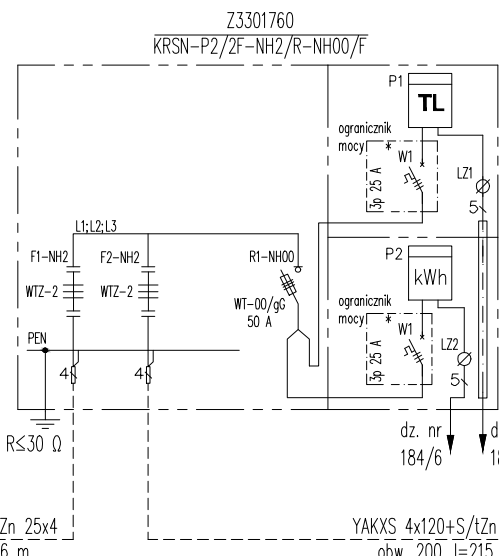 Z3301760
KRSN-P2/2F-NH2/R-NH00/F
P1
TL
ogranicznik
mocy
*
W1
3p 25 A
LZ1
5
L1;L2;L3
F1-NH2
F2-NH2
R1-NH00
WTZ-2
WTZ-2
WT-00/gG
50 A
P2
kWh
ogranicznik
mocy
*
W1
3p 25 A
LZ2
5
PEN
4
4
R≤30 Ω
dz. nr
184/6
d
18
Zn 25x4
6 m
YAKXS 4x120+S/tZn
obw. 200 l=215